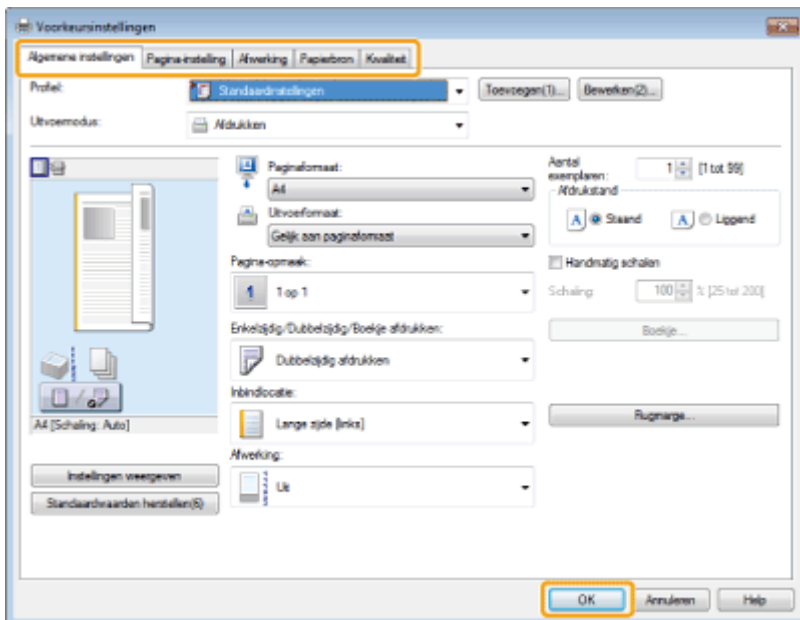 Voorkeursinstellingen
Algemene instellingen Pagina-instelling Afwerking Papierbron Kwaliteit
Profiel: Standaardinstellingen Toevoegen(1)... Bewerken(2)...
Uitvoermodus: Afdrukken
Paginaformaat:
A4
Uitvoerformaat:
Gelijk aan paginaformaat
Aantal exemplaren: 1 [1 tot 99]
Afdrukstand
A Staand A Liggend
Pagina-opmaak:
1 1 op 1
Handmatig schalen
Schaling: 100 % [25 tot 200]
Enkelzijdig/Dubbelzijdig/Boekje afdrukken:
Dubbelzijdig afdrukken
Boekje...
Inbindlocatie:
Lange zijde [links]
Rugmarge...
A4 [Schaling: Auto]
Afwerking:
Uit
Instellingen weergeven
Standaardwaarden herstellen(6)
OK Annuleren Help